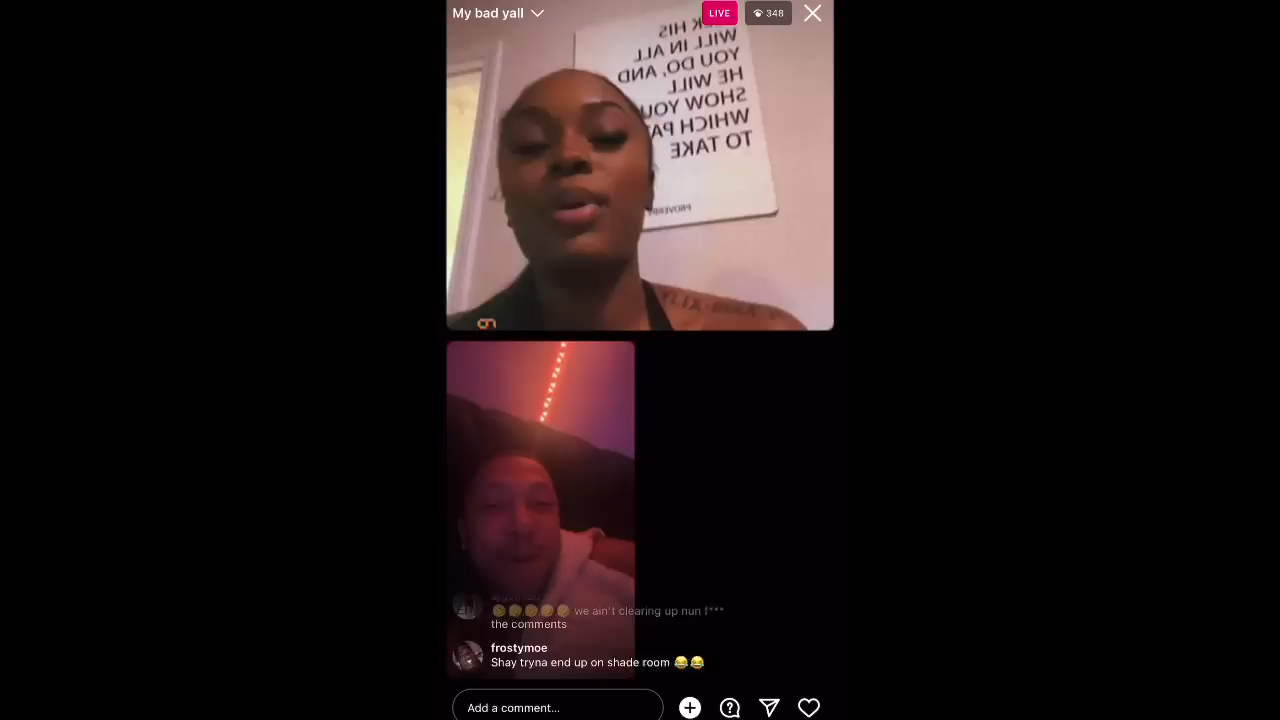 My bad yall
LIVE
348
HIS
WILL IN ALL
YOU DO, AND
HE WILL
SHOW YOU
WHICH
TO TAKE
we ain't clearing up nun f***
the comments
frostymoe
Shay tryna end up on shade room 😂😂
Add a comment...